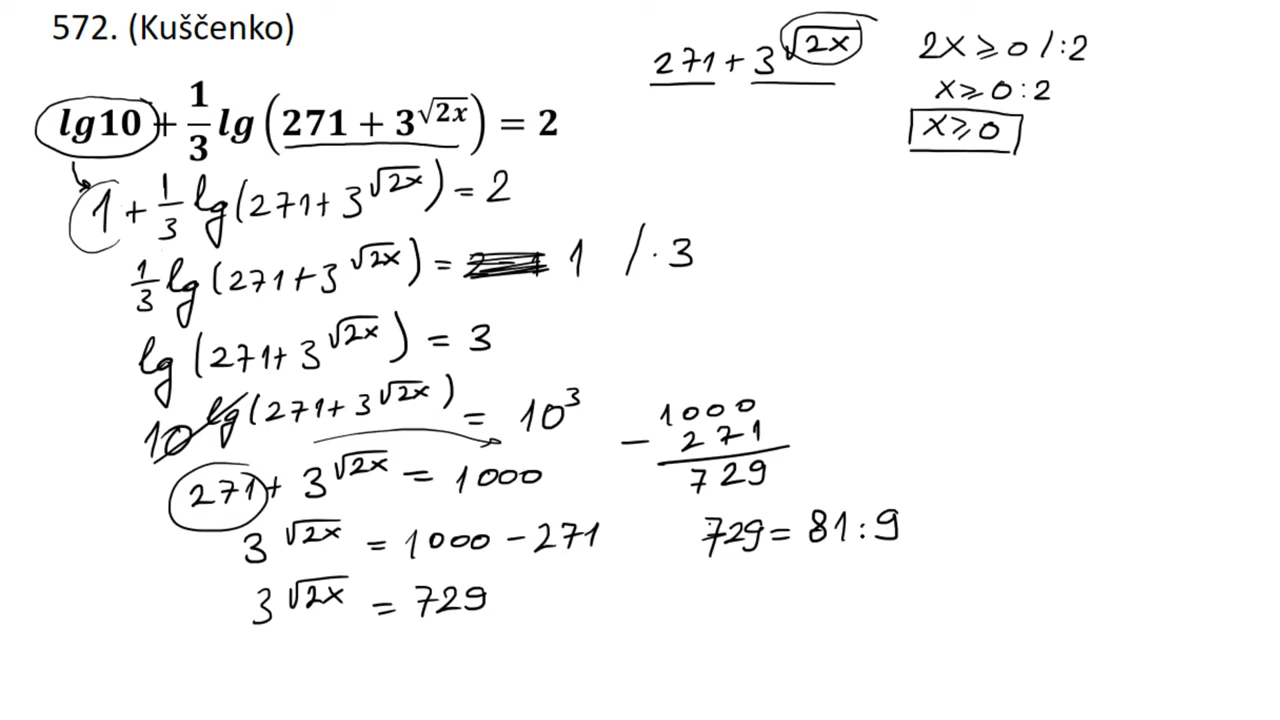 572. (Kuščenko)
lg10 + 1/3 lg (271 + 3^√(2x)) = 2
1 + 1/3 lg(271 + 3^√(2x)) = 2
1/3 lg(271 + 3^√(2x)) = 1 / · 3
lg (271 + 3^√(2x)) = 3
10^lg(271 + 3^√(2x)) = 10^3
271 + 3^√(2x) = 1000
3^√(2x) = 1000 - 271
3^√(2x) = 729
271 + 3^√(2x)
2x ≥ 0 / :2
x ≥ 0 : 2
x ≥ 0
1000
- 271
729
729 = 81 : 9